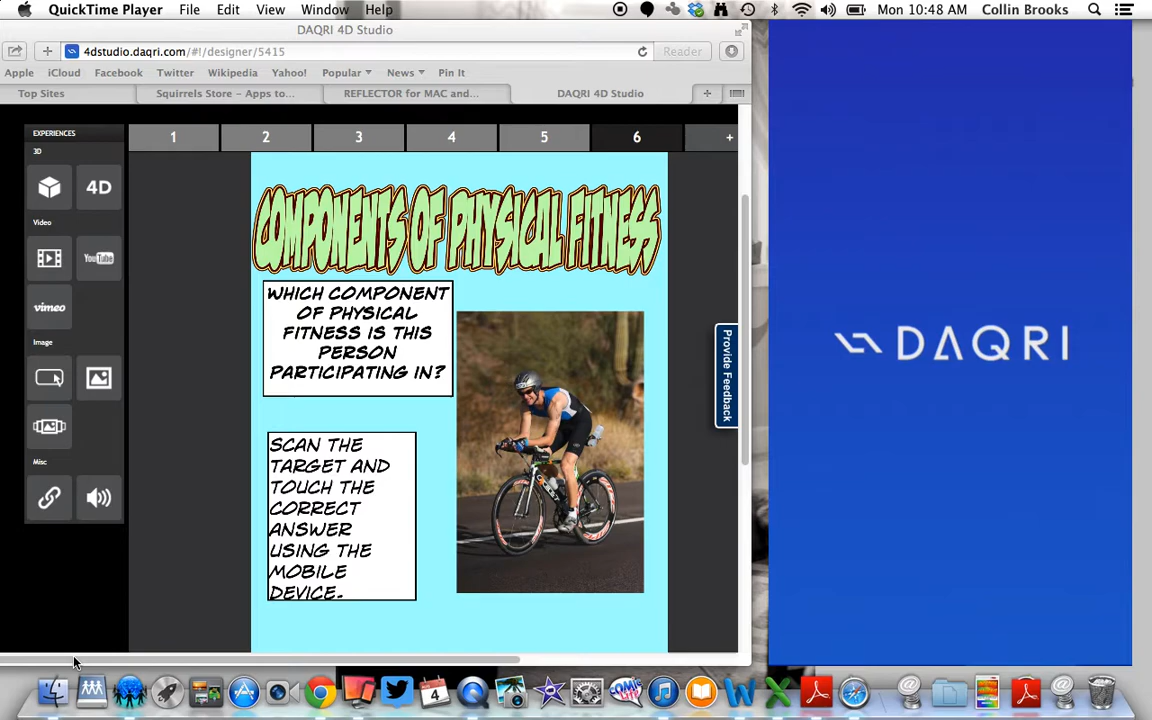 QuickTime Player File Edit View Window Help Mon 10:48 AM Collin Brooks
DAQRI 4D Studio
4dstudio.daqri.com/#!/designer/5415 Reader
Apple iCloud Facebook Twitter Wikipedia Yahoo! Popular News Pin It
Top Sites Squirrels Store – Apps to... REFLECTOR for MAC and... DAQRI 4D Studio +
EXPERIENCES
1 2 3 4 5 6 +
3D
4D
Video
YouTube
vimeo
Image
Misc
COMPONENTS OF PHYSICAL FITNESS
WHICH COMPONENT
OF PHYSICAL
FITNESS IS THIS
PERSON
PARTICIPATING IN?
SCAN THE
TARGET AND
TOUCH THE
CORRECT
ANSWER
USING THE
MOBILE
DEVICE.
Provide Feedback
DAQRI
4